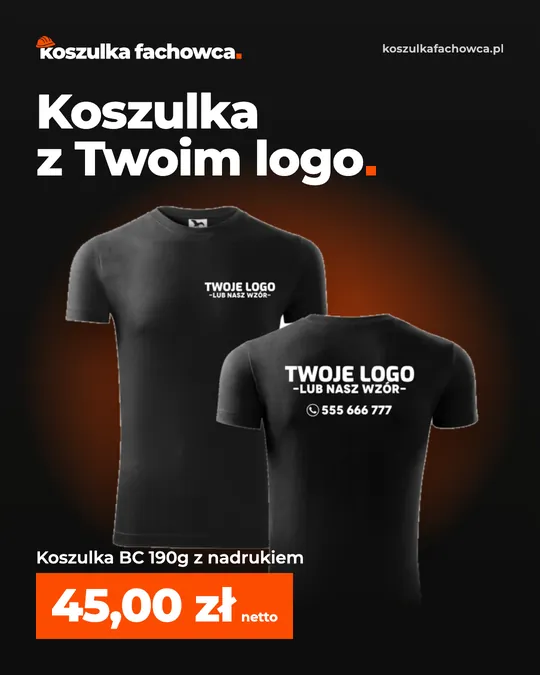 Koszulka fachowca.
koszulkafachowca.pl
Koszulka
z Twoim logo.
TWOJE LOGO
-LUB NASZ WZÓR-
TWOJE LOGO
-LUB NASZ WZÓR-
555 666 777
Koszulka BC 190g z nadrukiem
45,00 zł netto